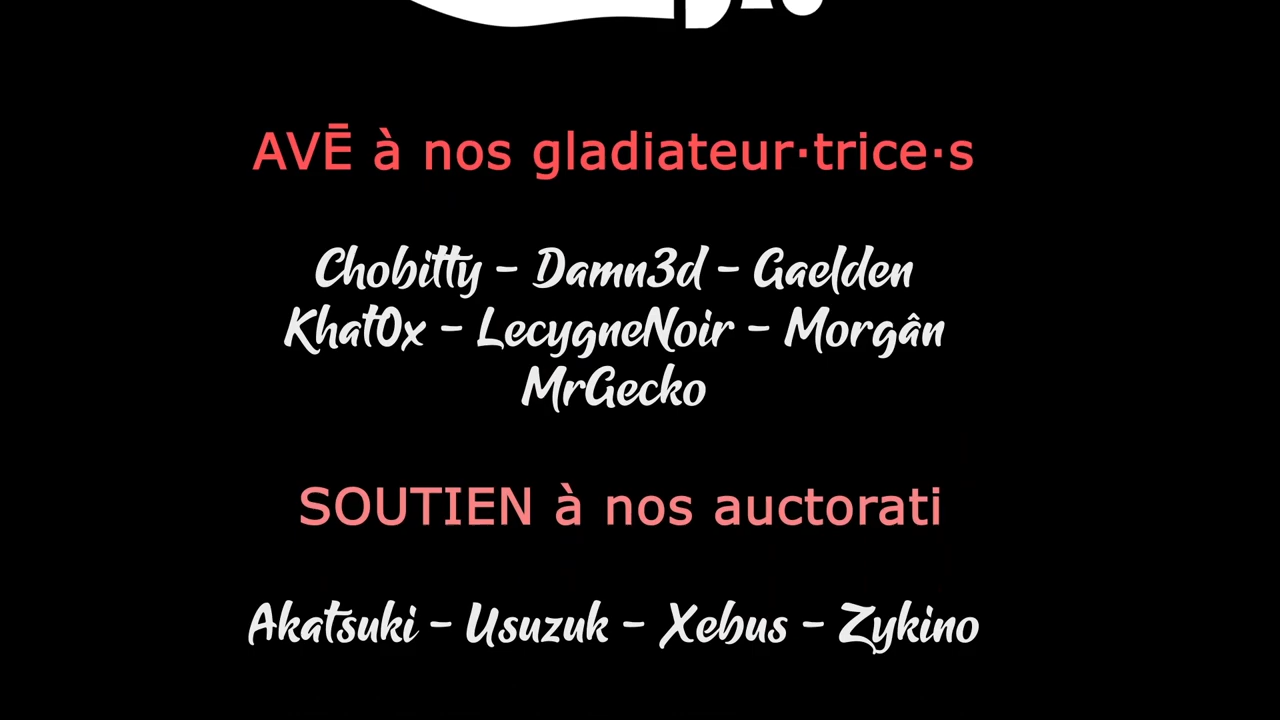 AVĒ à nos gladiateur·trice·s
Chobitty - Damn3d - Gaelden
Khat0x - LecygneNoir - Morgân
MrGecko
SOUTIEN à nos auctorati
Akatsuki - Usuzuk - Xebus - Zykino